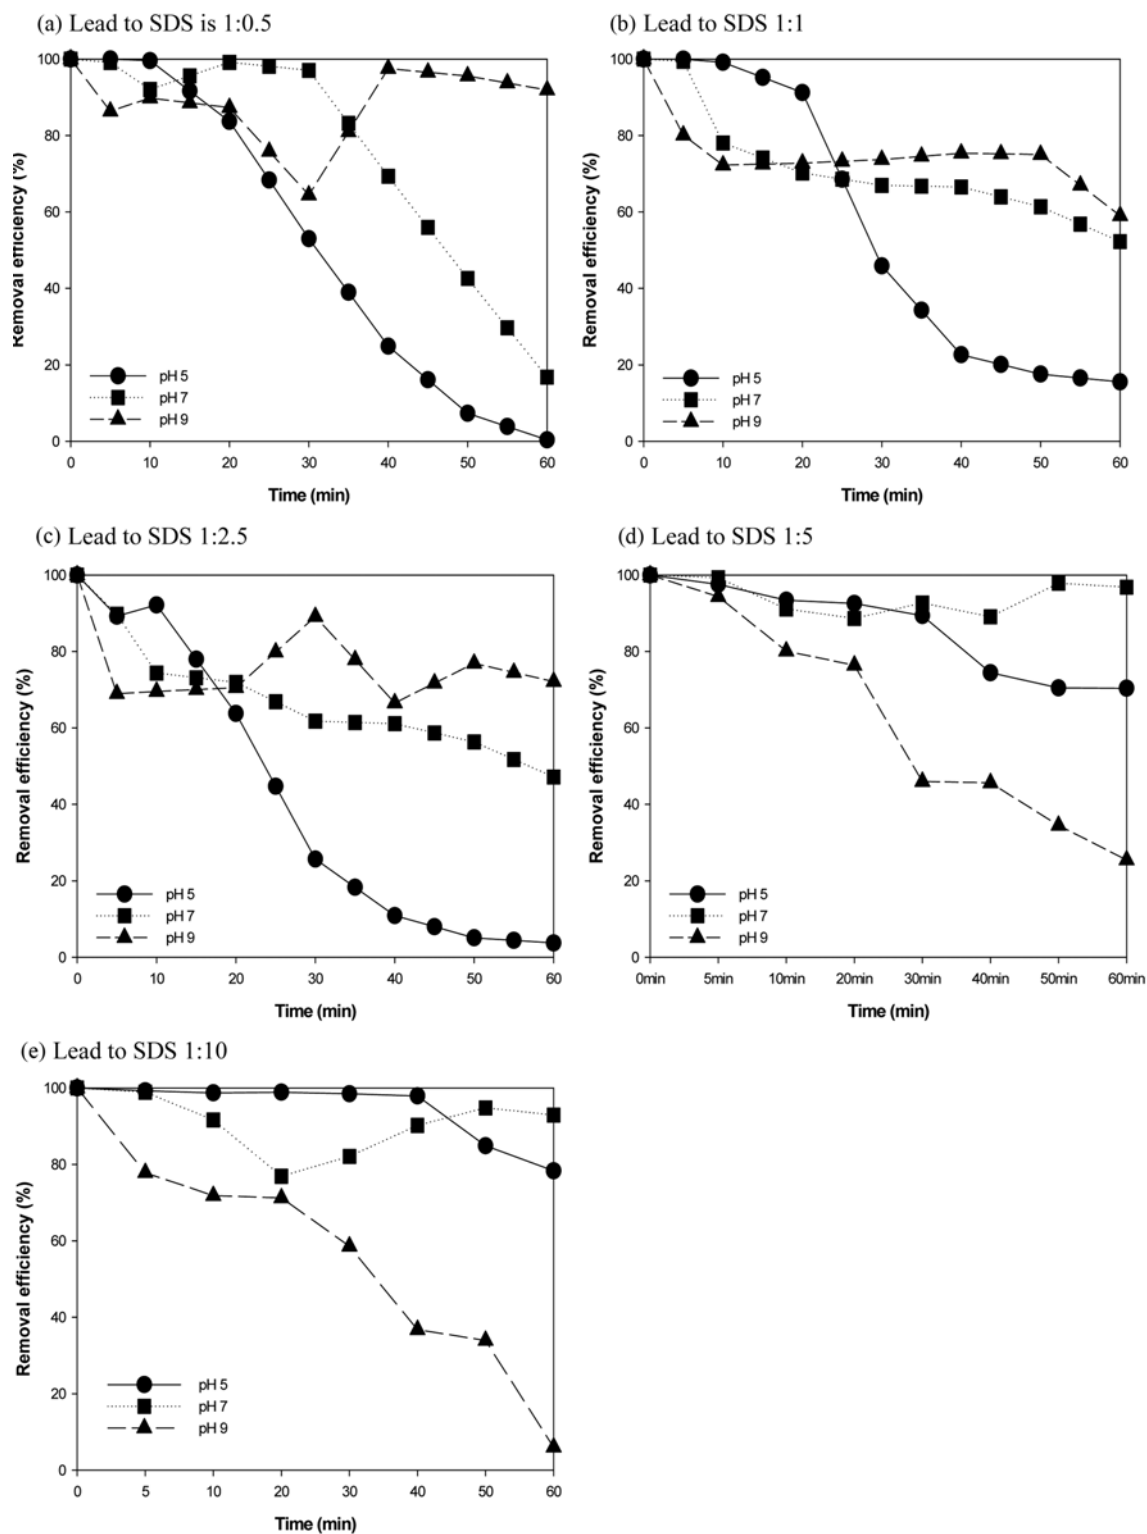 (a) Lead to SDS is 1:0.5
Removal efficiency (%)
100
80
60
40
20
0
pH 5
pH 7
pH 9
0 10 20 30 40 50 60
Time (min)
(b) Lead to SDS 1:1
Removal efficiency (%)
100
80
60
40
20
0
pH 5
pH 7
pH 9
0 10 20 30 40 50 60
Time (min)
(c) Lead to SDS 1:2.5
Removal efficiency (%)
100
80
60
40
20
0
pH 5
pH 7
pH 9
0 10 20 30 40 50 60
Time (min)
(d) Lead to SDS 1:5
Removal efficiency (%)
100
80
60
40
20
0
pH 5
pH 7
pH 9
0min 5min 10min 20min 30min 40min 50min 60min
Time (min)
(e) Lead to SDS 1:10
Removal efficiency (%)
100
80
60
40
20
0
pH 5
pH 7
pH 9
0 5 10 20 30 40 50 60
Time (min)